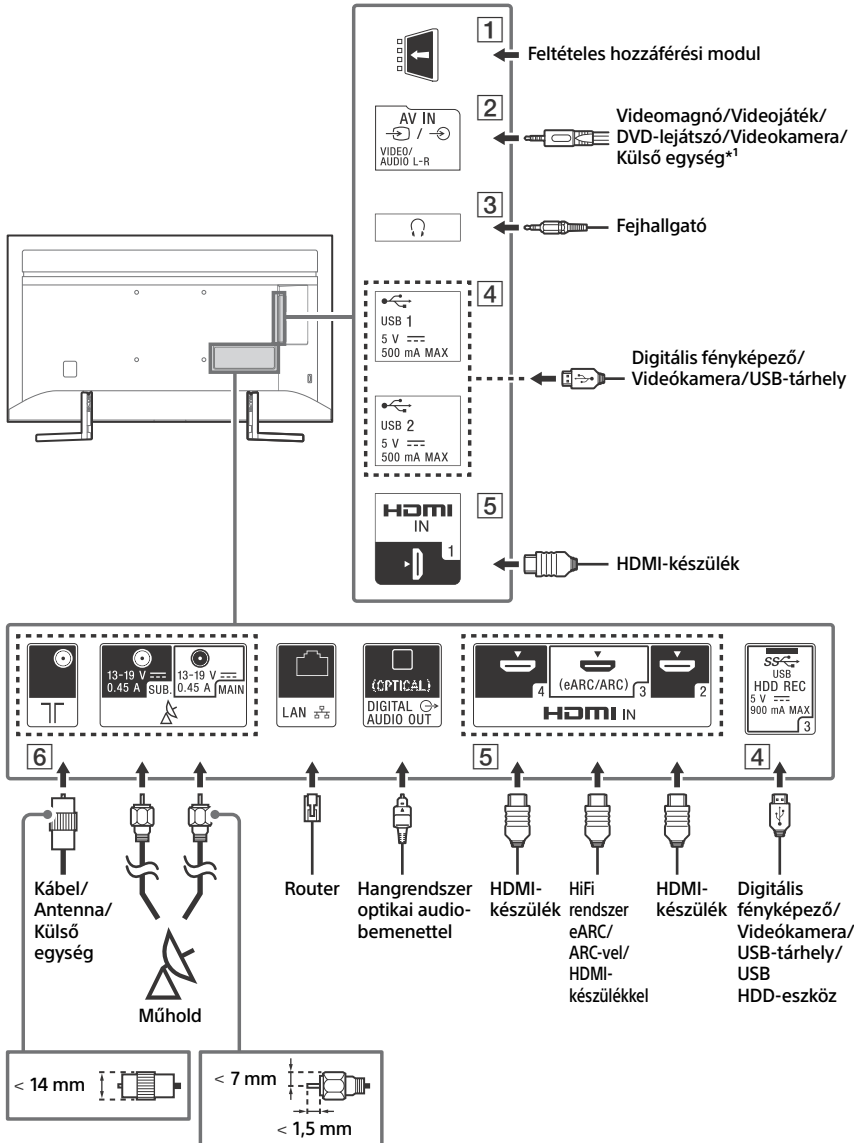 1
Feltételes hozzáférési modul
2
AV IN
/
VIDEO/
AUDIO L-R
Videomagnó/Videojáték/
DVD-lejátszó/Videokamera/
Külső egység*1
3
Fejhallgató
4
USB 1
5 V
500 mA MAX
USB 2
5 V
500 mA MAX
Digitális fényképező/
Videókamera/USB-tárhely
5
HDMI
IN
1
HDMI-készülék
13-19 V
0.45 A
SUB.
13-19 V
0.45 A
MAIN
LAN
(OPTICAL)
DIGITAL
AUDIO OUT
4
(eARC/ARC)
3
2
HDMI IN
SS
USB
HDD REC
5 V
900 mA MAX
3
6
5
4
Kábel/
Antenna/
Külső
egység
Műhold
Router
Hangrendszer
optikai audio-
bemenettel
HDMI-
készülék
HiFi
rendszer
eARC/
ARC-vel/
HDMI-
készülékkel
HDMI-
készülék
Digitális
fényképező/
Videókamera/
USB-tárhely/
USB
HDD-eszköz
< 14 mm
< 7 mm
< 1,5 mm